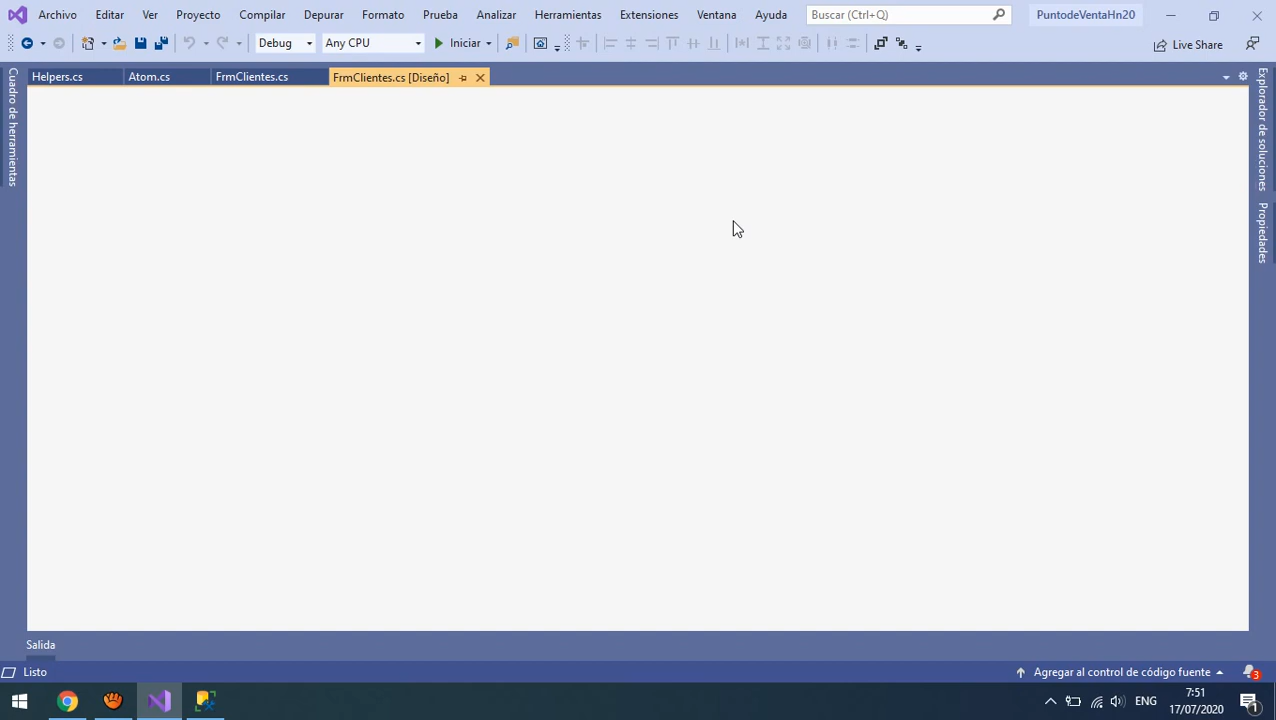 Archivo Editar Ver Proyecto Compilar Depurar Formato Prueba Analizar Herramientas Extensiones Ventana Ayuda Buscar (Ctrl+Q) PuntodeVentaHn20
Debug Any CPU Iniciar Live Share
Helpers.cs Atom.cs FrmClientes.cs FrmClientes.cs [Diseño]
Cuadro de herramientas
Explorador de soluciones
Propiedades
Salida
Listo Agregar al control de código fuente 3
ENG 7:51 17/07/2020 1